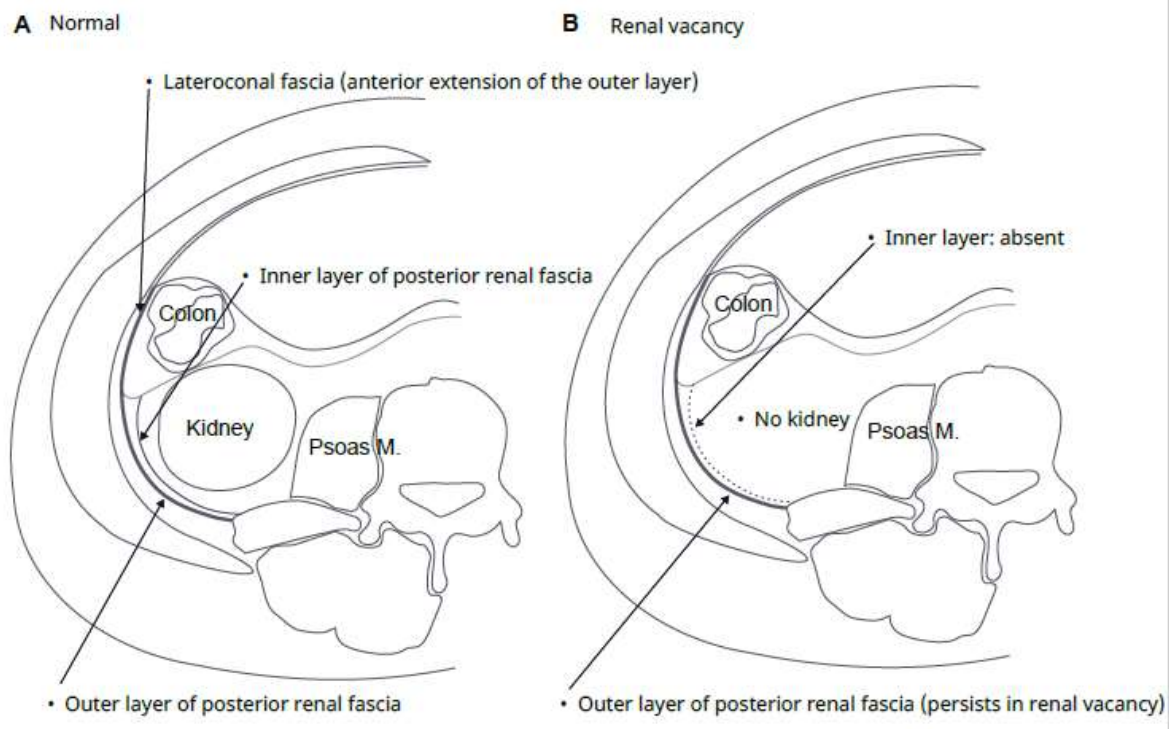 A Normal
B Renal vacancy
• Lateroconal fascia (anterior extension of the outer layer)
• Inner layer: absent
• Inner layer of posterior renal fascia
Colon
Colon
Kidney
Psoas M.
• No kidney
Psoas M.
• Outer layer of posterior renal fascia
• Outer layer of posterior renal fascia (persists in renal vacancy)